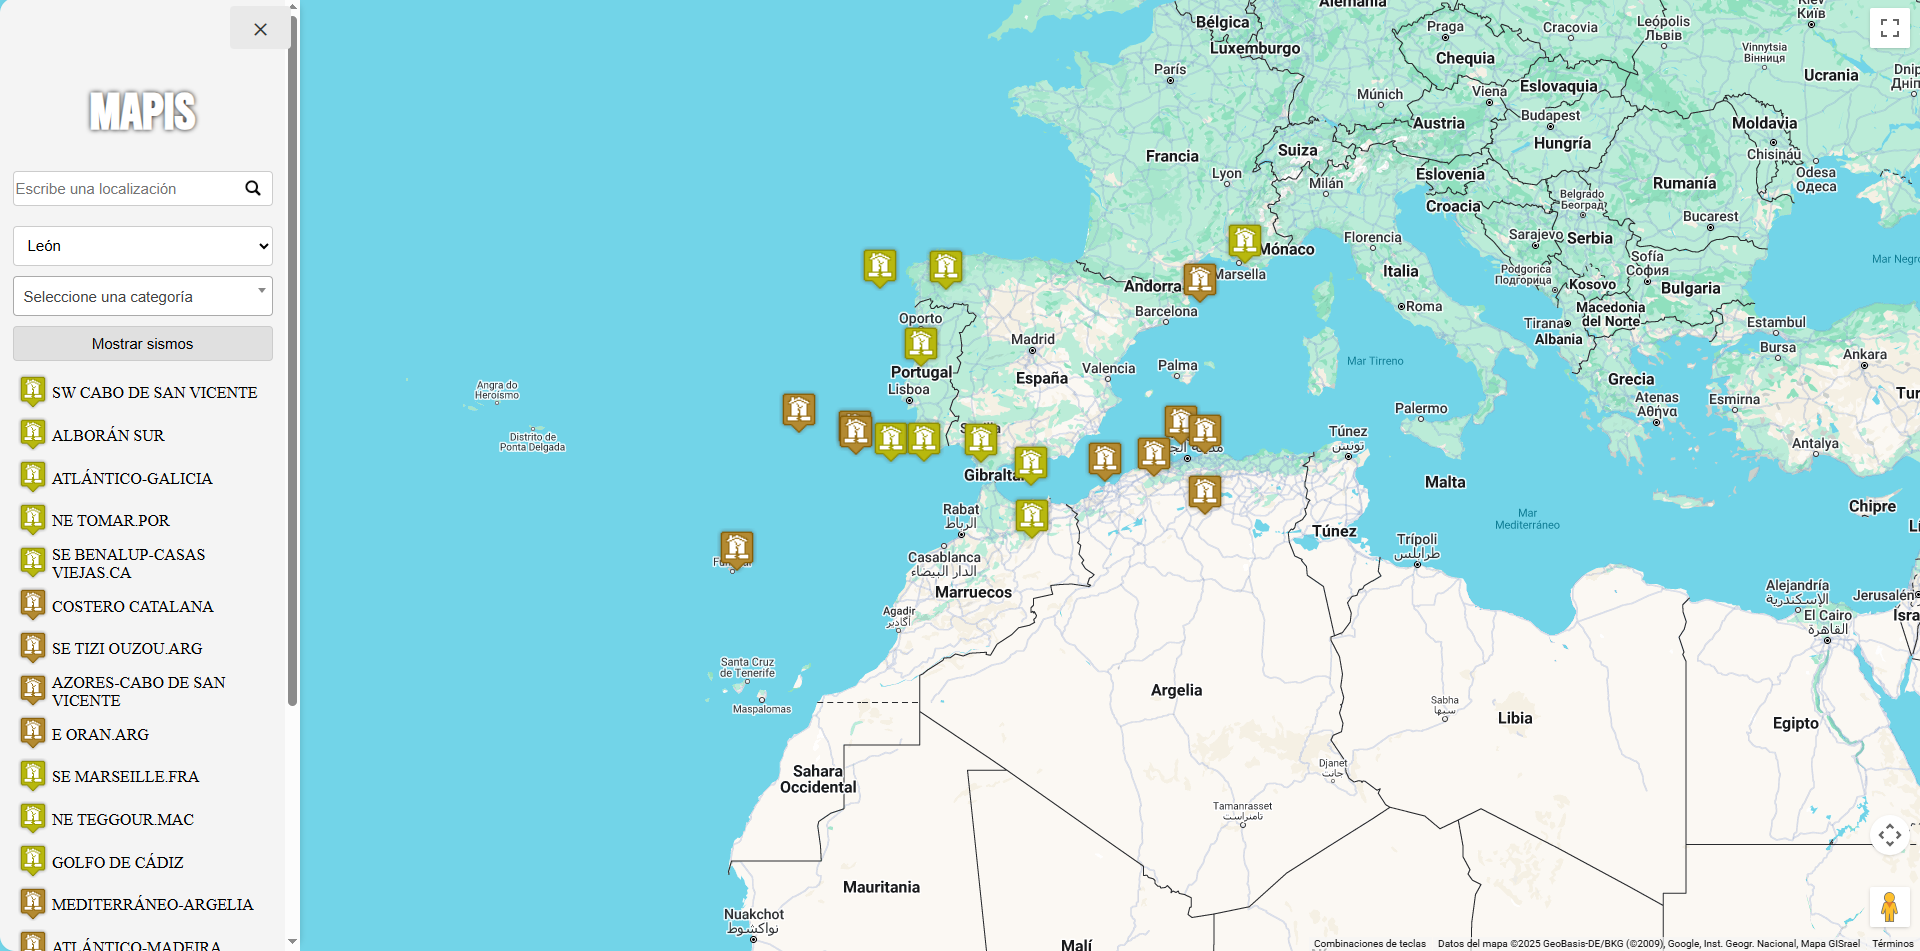 MAPIS
Escribe una localización
León
Seleccione una categoría
Mostrar sismos
SW CABO DE SAN VICENTE
ALBORÁN SUR
ATLÁNTICO-GALICIA
NE TOMAR.POR
SE BENALUP-CASAS
VIEJAS.CA
COSTERO CATALANA
SE TIZI OUZOU.ARG
AZORES-CABO DE SAN
VICENTE
E ORAN.ARG
SE MARSEILLE.FRA
NE TEGGOUR.MAC
GOLFO DE CÁDIZ
MEDITERRÁNEO-ARGELIA
ATLÁNTICO-MADEIRA
Alemania
Bélgica
Luxemburgo
Praga
Chequia
Cracovia
Leópolis
Львів
Київ
Vinnytsia
Вінниця
Ucrania
París
Múnich
Viena
Eslovaquia
Budapest
Austria
Hungría
Moldavia
Chisináu
Odesa
Одеса
Francia
Suiza
Lyon
Milán
Eslovenia
Croacia
Belgrado
Београд
Rumanía
Bucarest
Sarajevo
Serbia
Florencia
Mónaco
Marsella
Italia
Podgorica
Подгорица
Kosovo
Sofía
София
Bulgaria
Mar Negro
Andorra
Barcelona
Roma
Macedonia
del Norte
Tirana
Albania
Estambul
Bursa
Ankara
Oporto
Madrid
Portugal
España
Lisboa
Valencia
Palma
Mar Tirreno
Grecia
Atenas
Αθήνα
Esmirna
Antalya
Angra do
Heroísmo
Distrito de
Ponta Delgada
Palermo
Túnez
تونس
Gibraltar
Malta
Mar
Mediterráneo
Chipre
Rabat
الرباط
Casablanca
الدار البيضاء
Túnez
Trípoli
طرابلس
Marruecos
Agadir
أكادير
Alejandría
الإسكندرية
Jerusalén
El Cairo
القاهرة
Santa Cruz
de Tenerife
Maspalomas
Argelia
Sabha
سبها
Libia
Egipto
Sahara
Occidental
Djanet
جانت
Tamanrasset
تامنراست
Mauritania
Nuakchot
نواكشوط
Malí
Combinaciones de teclas
Datos del mapa ©2025 GeoBasis-DE/BKG (©2009), Google, Inst. Geogr. Nacional, Mapa GISrael
Términos